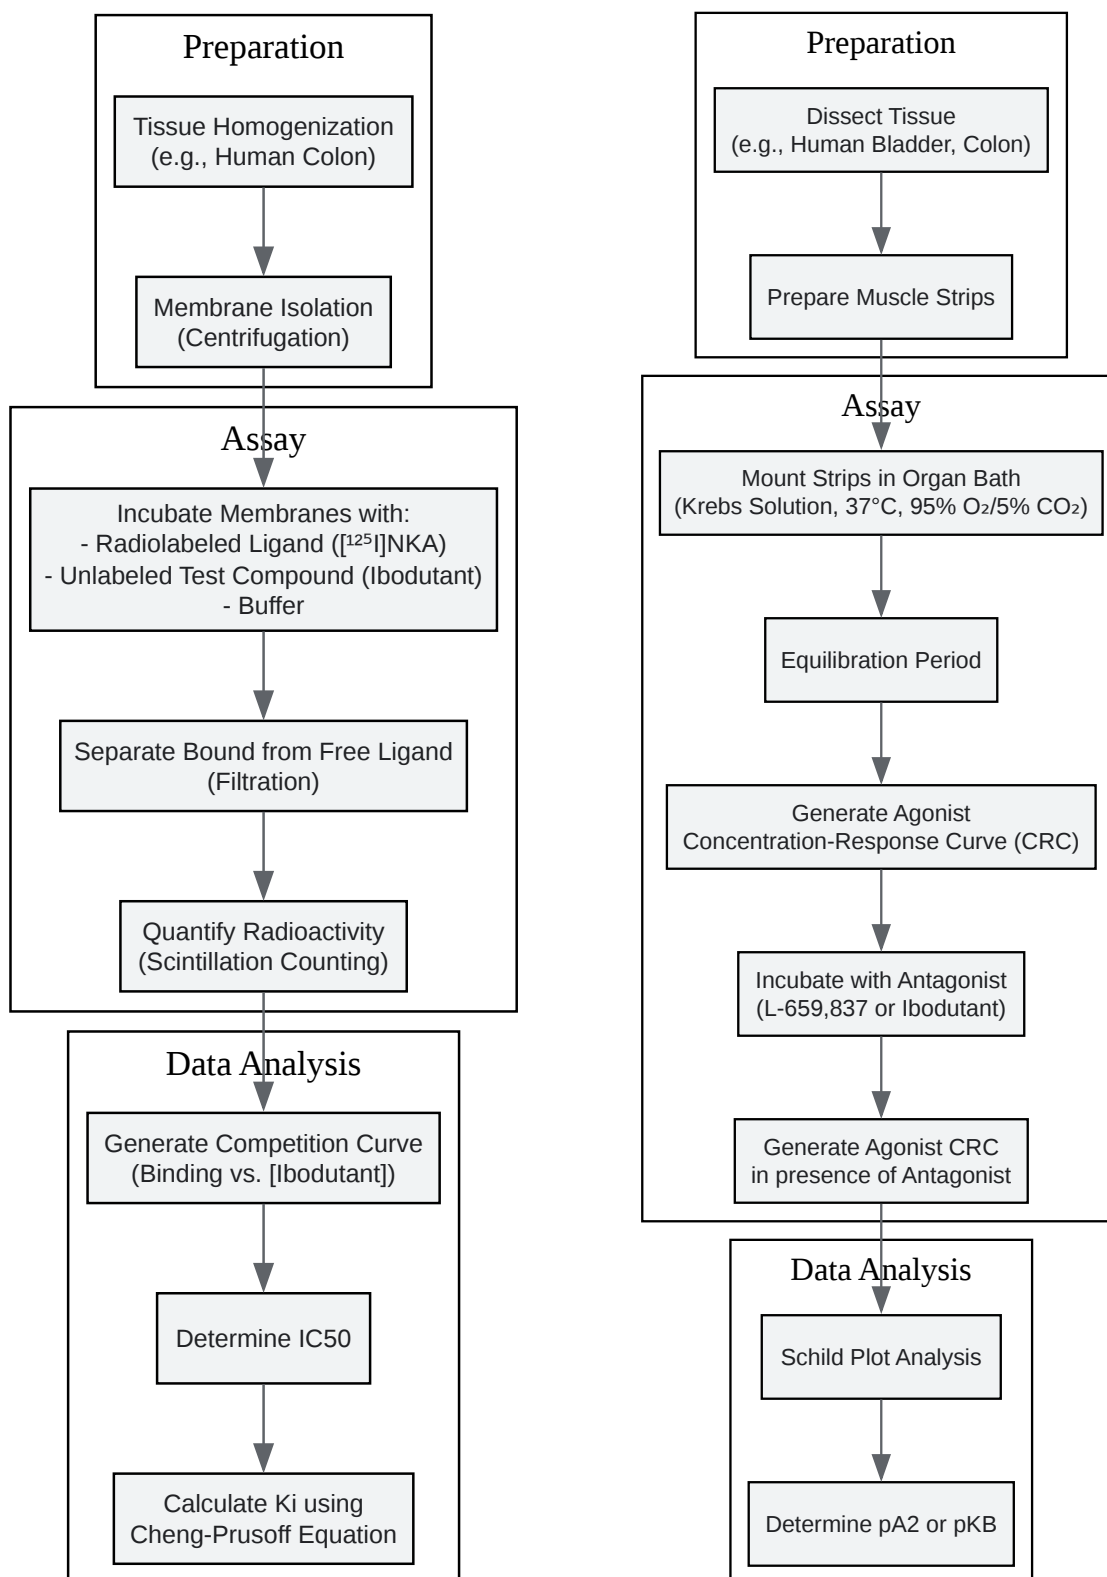 Preparation
Tissue Homogenization
(e.g., Human Colon)
Membrane Isolation
(Centrifugation)
Assay
Incubate Membranes with:
- Radiolabeled Ligand ([¹²⁵I]NKA)
- Unlabeled Test Compound (Ibodutant)
- Buffer
Separate Bound from Free Ligand
(Filtration)
Quantify Radioactivity
(Scintillation Counting)
Data Analysis
Generate Competition Curve
(Binding vs. [Ibodutant])
Determine IC50
Calculate Ki using
Cheng-Prusoff Equation
Preparation
Dissect Tissue
(e.g., Human Bladder, Colon)
Prepare Muscle Strips
Assay
Mount Strips in Organ Bath
(Krebs Solution, 37°C, 95% O₂/5% CO₂)
Equilibration Period
Generate Agonist
Concentration-Response Curve (CRC)
Incubate with Antagonist
(L-659,837 or Ibodutant)
Generate Agonist CRC
in presence of Antagonist
Data Analysis
Schild Plot Analysis
Determine pA2 or pKB